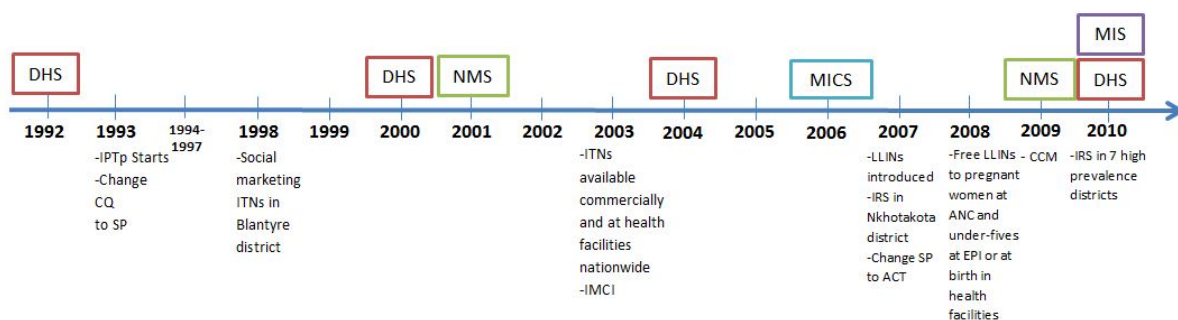 MIS
DHS
DHS
NMS
DHS
MICS
NMS
DHS
1992
1993
1994-
1997
1998
1999
2000
2001
2002
2003
2004
2005
2006
2007
2008
2009
2010
-IPTp Starts
-Change
CQ
to SP
-Social
marketing
ITNs in
Blantyre
district
-ITNs
available
commercially
and at health
facilities
nationwide
-IMCI
-LLINs
introduced
-IRS in
Nkhotakota
district
-Change SP
to ACT
-Free LLINs
to pregnant
women at
ANC and
under-fives
at EPI or at
birth in
health
facilities
- CCM
-IRS in 7 high
prevalence
districts